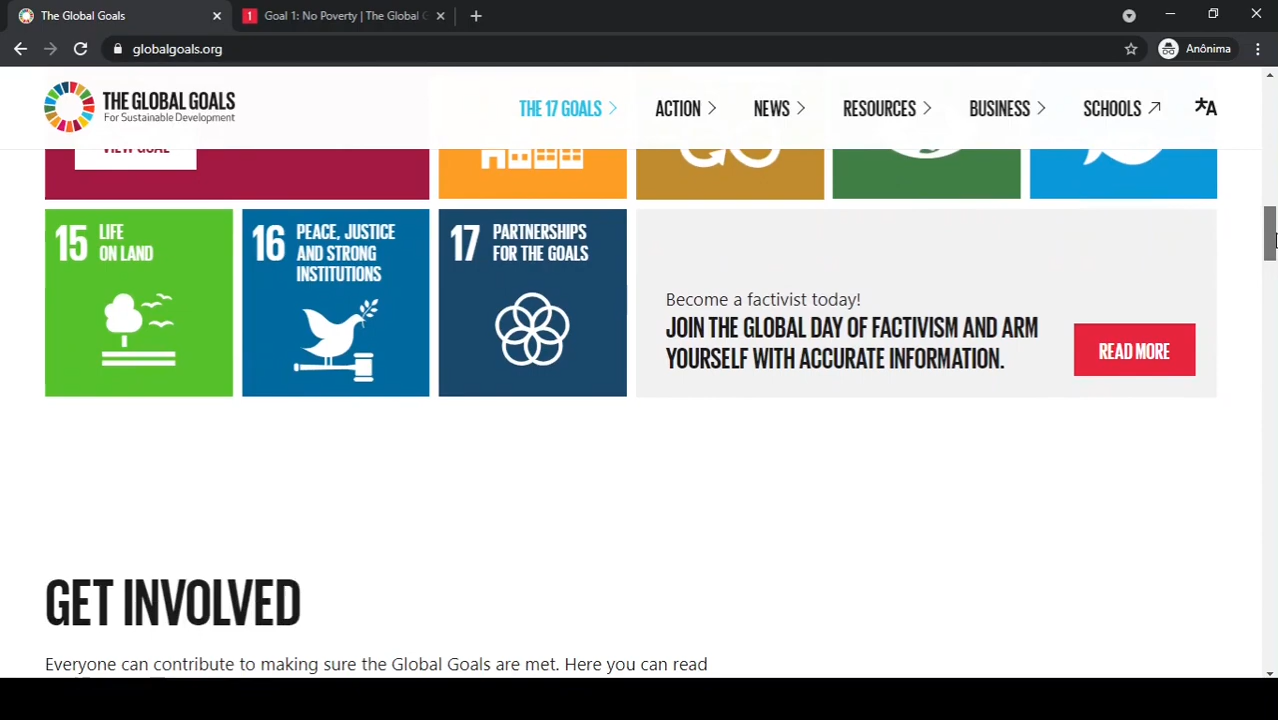 The Global Goals
1 Goal 1: No Poverty | The Global G
globalgoals.org
Anônima
THE GLOBAL GOALS
For Sustainable Development
THE 17 GOALS
ACTION
NEWS
RESOURCES
BUSINESS
SCHOOLS
VIEW GOAL
15 LIFE
ON LAND
16 PEACE, JUSTICE
AND STRONG
INSTITUTIONS
17 PARTNERSHIPS
FOR THE GOALS
Become a factivist today!
JOIN THE GLOBAL DAY OF FACTIVISM AND ARM
YOURSELF WITH ACCURATE INFORMATION.
READ MORE
GET INVOLVED
Everyone can contribute to making sure the Global Goals are met. Here you can read